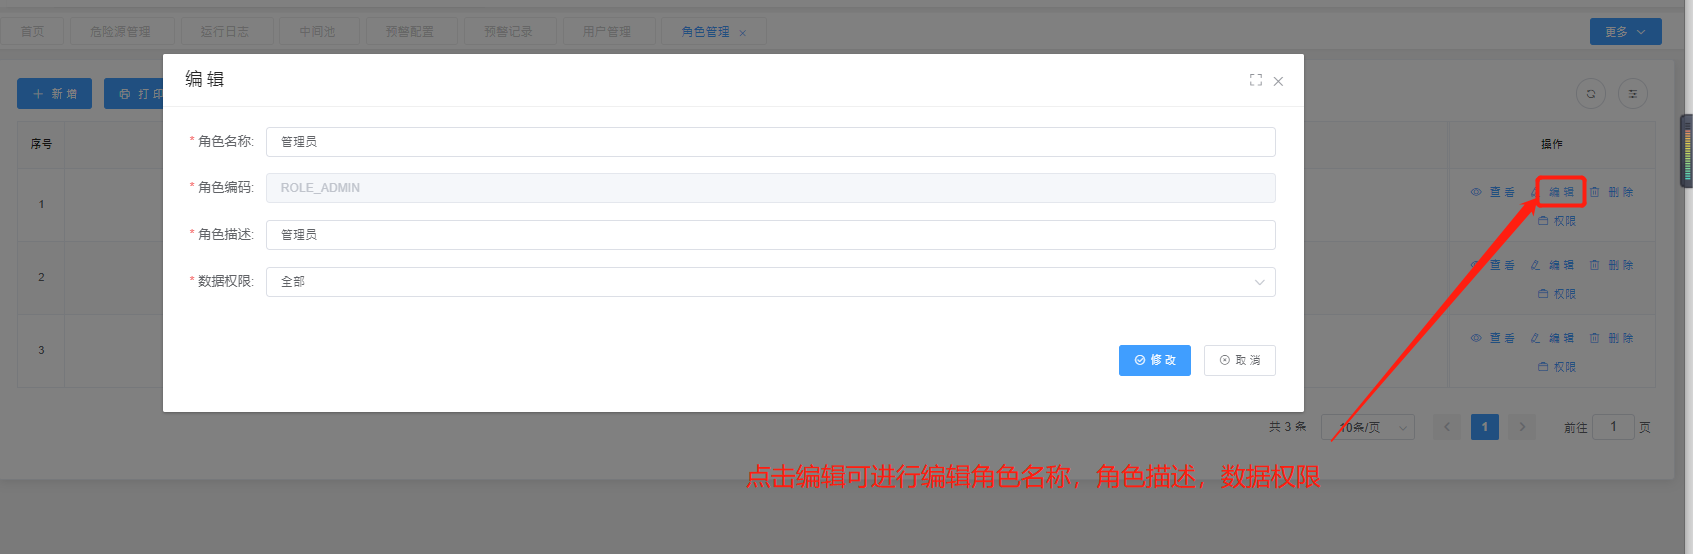 首页 危险源管理 运行日志 中间池 预警配置 预警记录 用户管理 角色管理 × 更多
编 辑
+ 新 增 打 印
序号 操作
* 角色名称: 管理员
* 角色编码: ROLE_ADMIN
* 角色描述: 管理员
* 数据权限: 全部
修 改 取 消
1 查 看 编 辑 删 除
权限
2 查 看 编 辑 删 除
权限
3 查 看 编 辑 删 除
权限
共 3 条 10条/页 1 前往 1 页
点击编辑可进行编辑角色名称，角色描述，数据权限